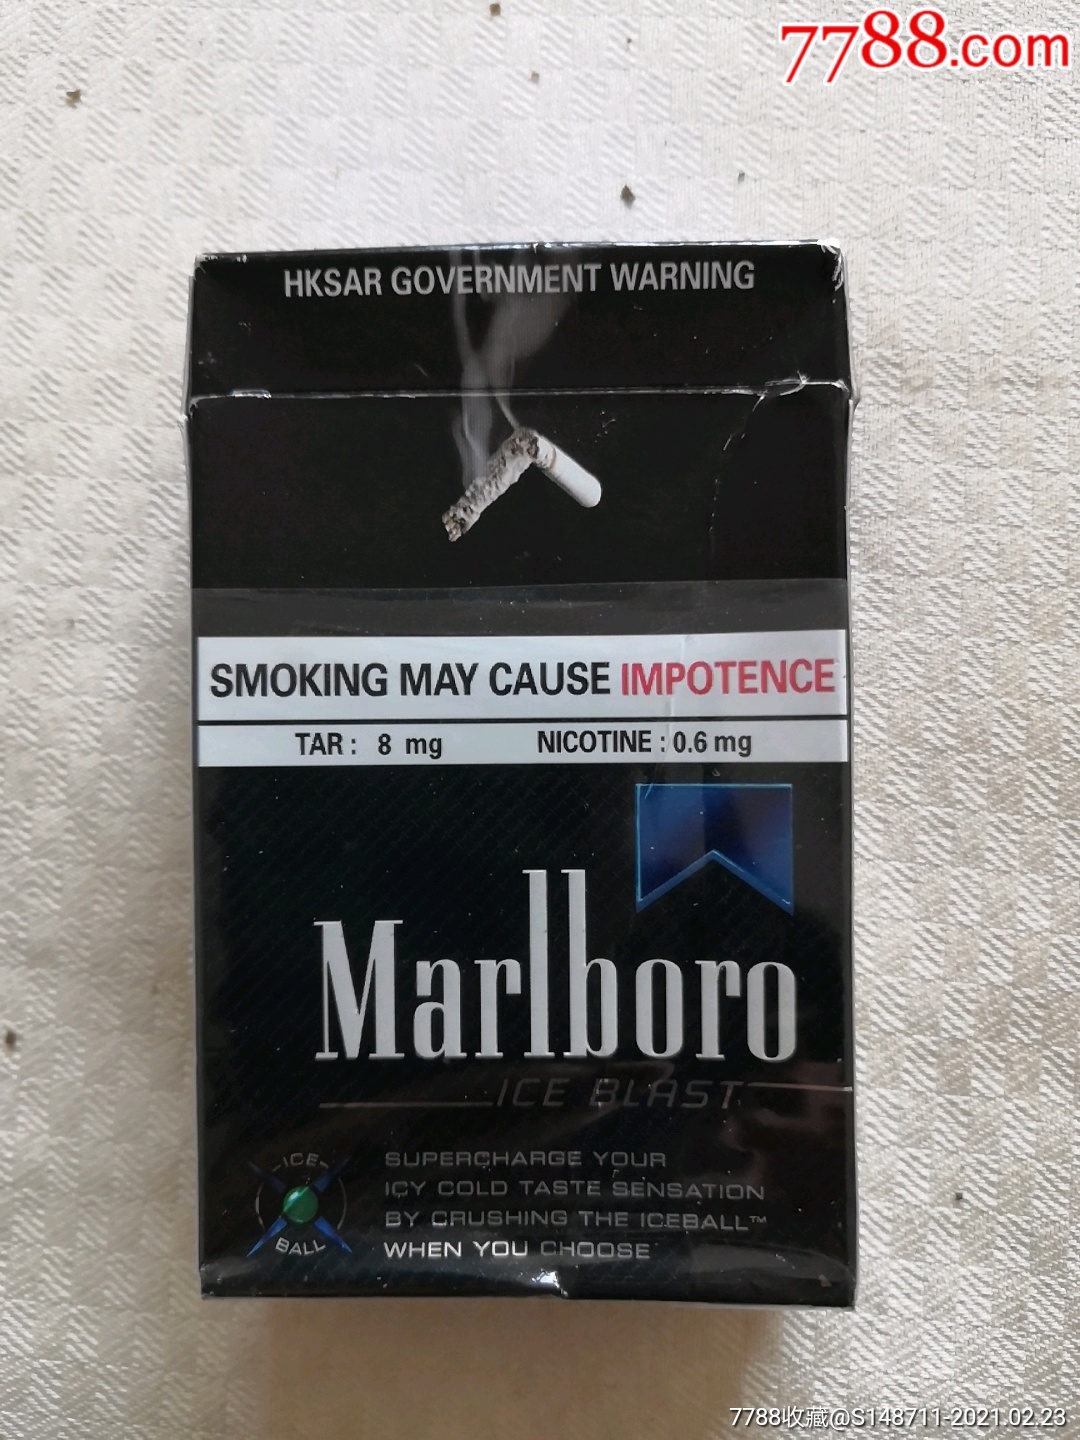 7788.com
HKSAR GOVERNMENT WARNING
SMOKING MAY CAUSE IMPOTENCE
TAR : 8 mg NICOTINE : 0.6 mg
Marlboro
ICE BLAST
ICE
BALL
SUPERCHARGE YOUR
ICY COLD TASTE SENSATION
BY CRUSHING THE ICEBALL™
WHEN YOU CHOOSE
7788收藏@S148711-2021.02.23